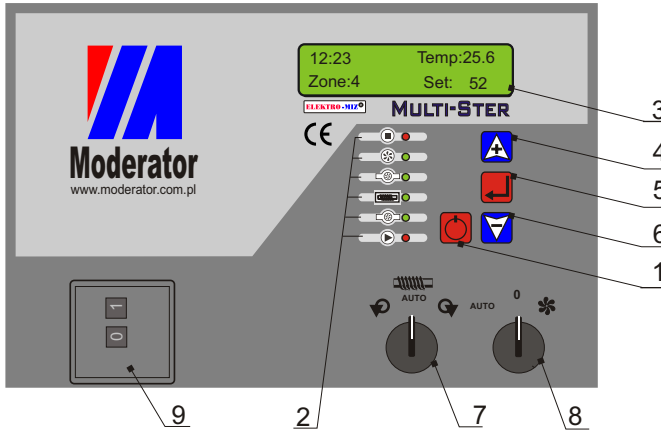 12:23 Temp:25.6
Zone:4 Set: 52
3
ELEKTRO-MIZ
MULTI-STER
CE
4
Moderator
www.moderator.com.pl
5
6
1
AUTO
AUTO
0
1
0
9
2
7
8